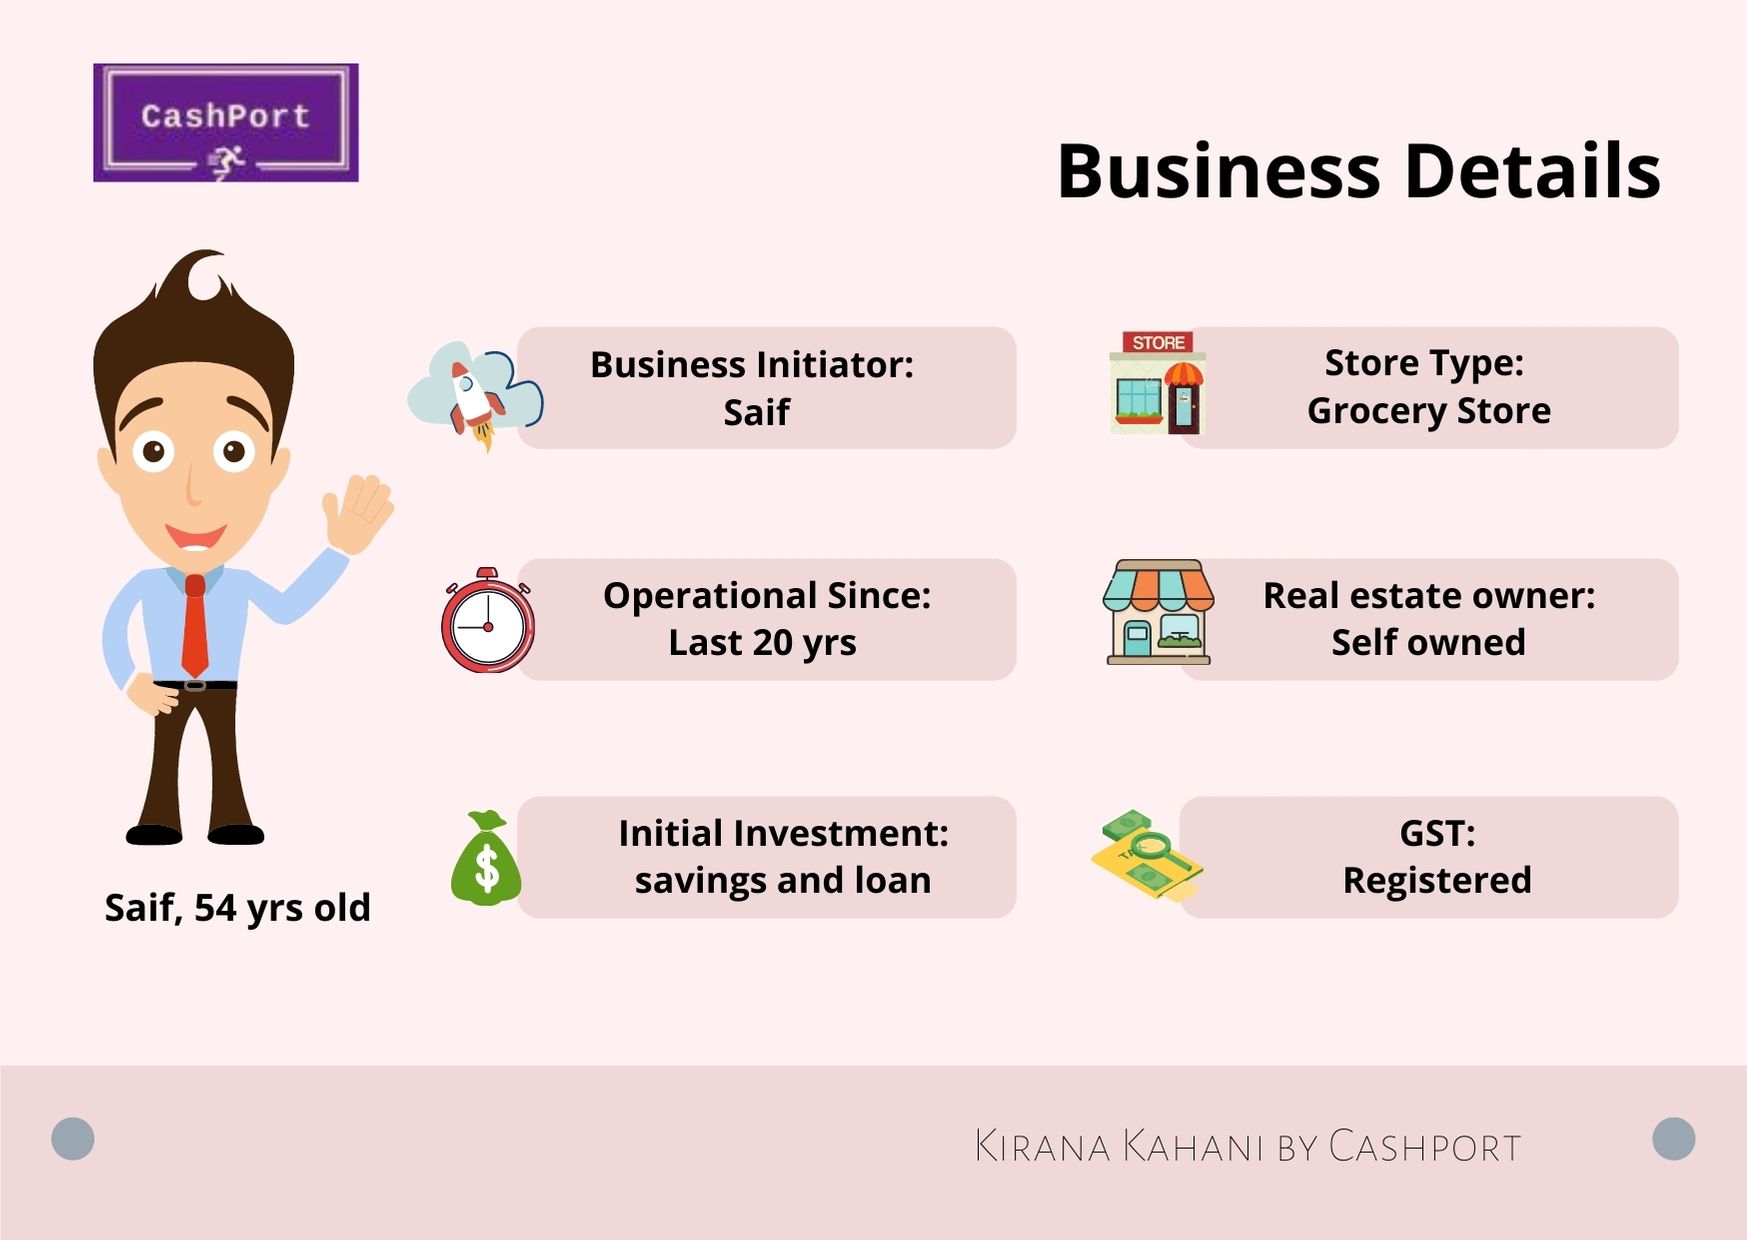 CashPort
Business Details
Business Initiator:
Saif
STORE
Store Type:
Grocery Store
Operational Since:
Last 20 yrs
Real estate owner:
Self owned
Initial Investment:
savings and loan
GST:
Registered
Saif, 54 yrs old
Kirana Kahani by Cashport